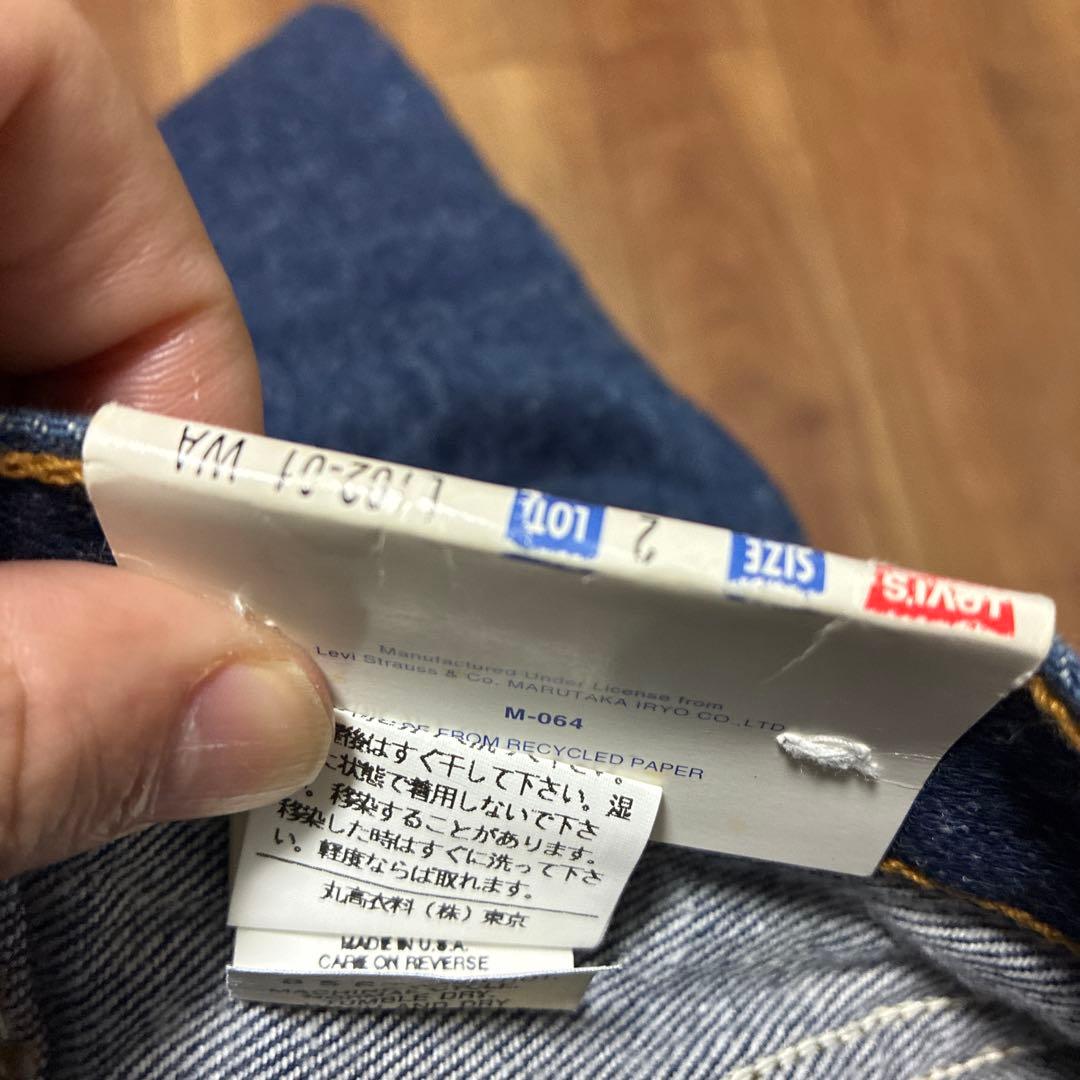 Levi's
SIZE 2
LOT 02-01 WA
Manufactured Under License from
Levi Strauss & Co. MARUTAKA IRYO CO.,LTD
M-064
FROM RECYCLED PAPER
後はすぐ干して下さい。湿
状態で着用しないで下さ
。移染することがあります。
移染した時はすぐに洗って下さ
い。軽度ならば取れます。
丸高衣料（株）東京
MADE IN U.S.A.
CARE ON REVERSE
TUMBLE DRY